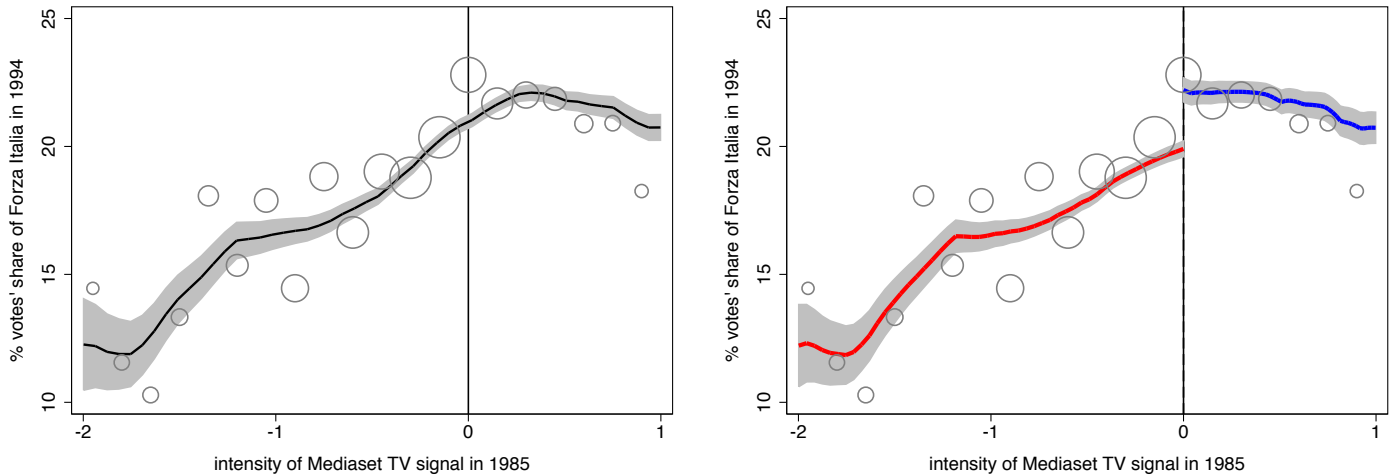 % votes' share of Forza Italia in 1994
25
20
15
10
-2 -1 0 1
intensity of Mediaset TV signal in 1985
% votes' share of Forza Italia in 1994
25
20
15
10
-2 -1 0 1
intensity of Mediaset TV signal in 1985